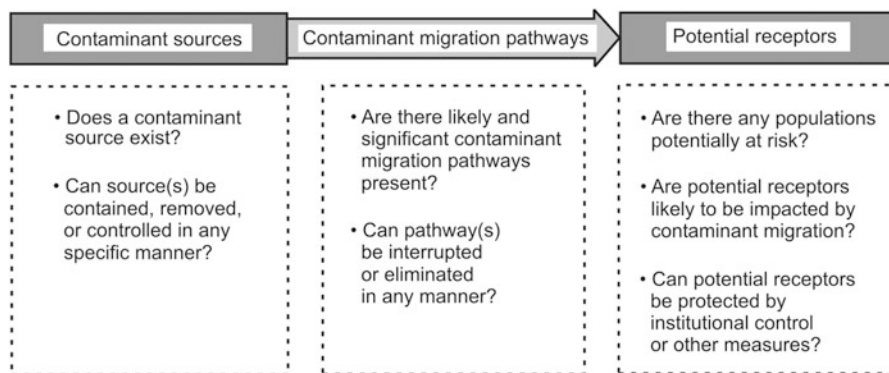 Contaminant sources
Contaminant migration pathways
Potential receptors
• Does a contaminant
source exist?
• Can source(s) be
contained, removed,
or controlled in any
specific manner?
• Are there likely and
significant contaminant
migration pathways
present?
• Can pathway(s)
be interrupted
or eliminated
in any manner?
• Are there any populations
potentially at risk?
• Are potential receptors
likely to be impacted by
contaminant migration?
• Can potential receptors
be protected by
institutional control
or other measures?